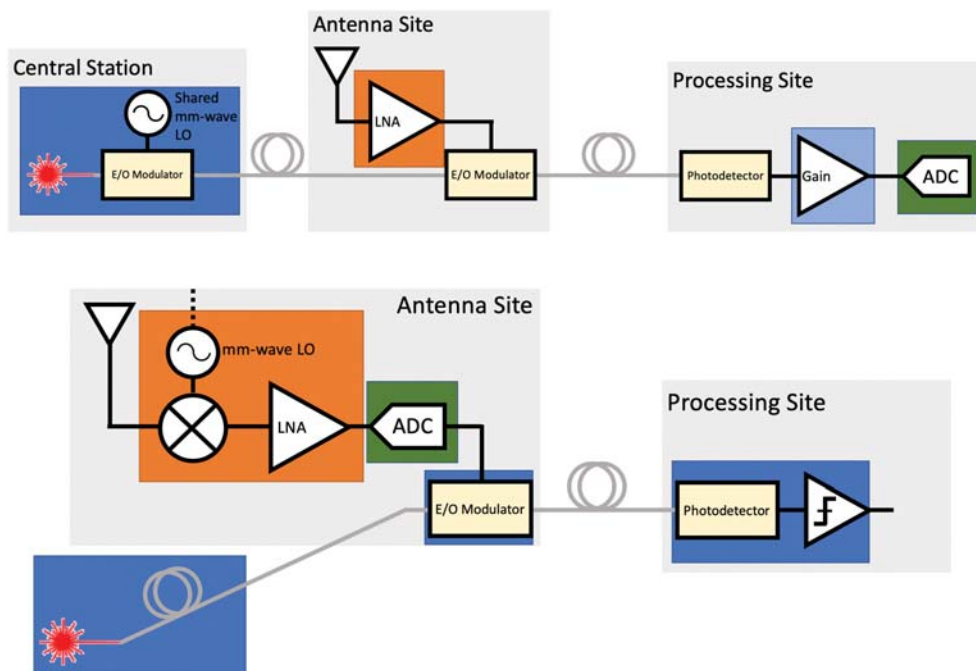 Antenna Site
Central Station
Shared
mm-wave
LO
LNA
E/O Modulator
E/O Modulator
Processing Site
Photodetector
Gain
ADC
Antenna Site
mm-wave LO
LNA
ADC
E/O Modulator
Processing Site
Photodetector